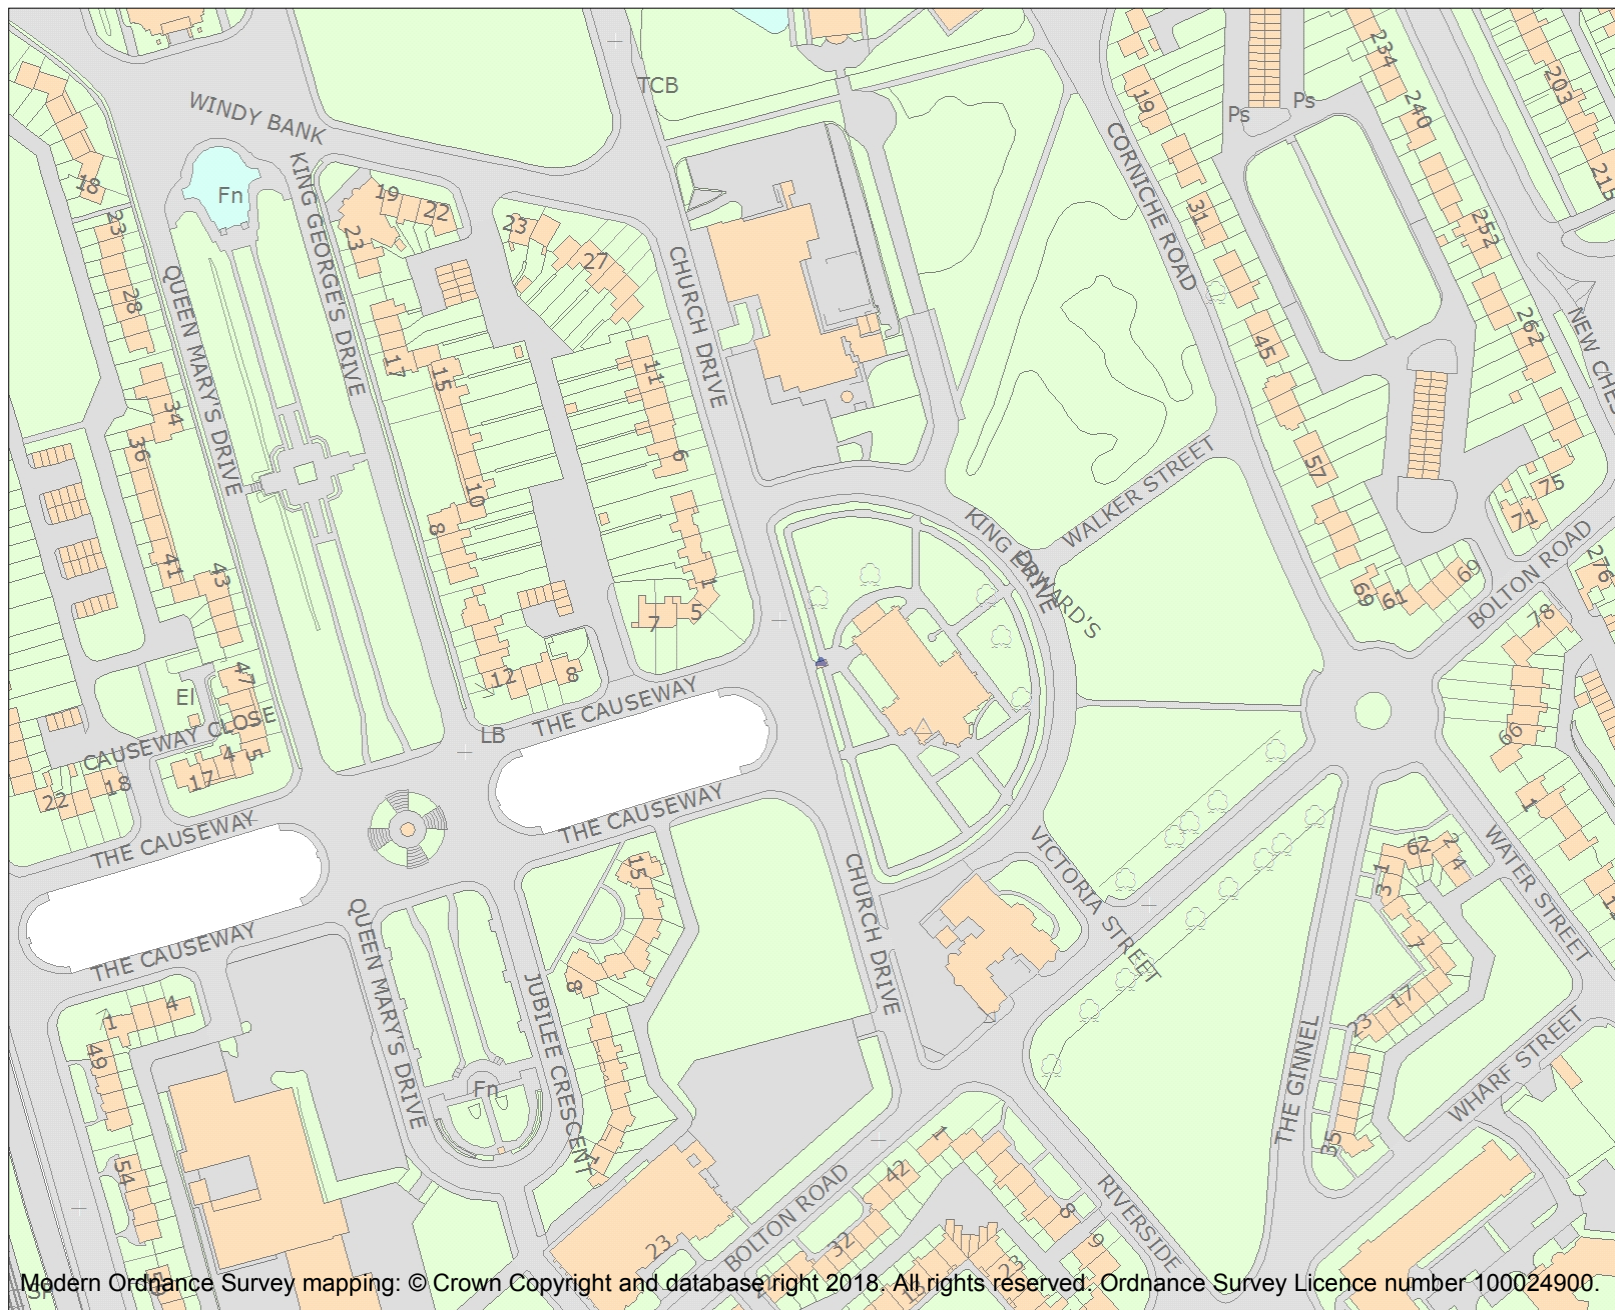 TCB
234
203
19
240
Ps
Ps
WINDY BANK
18
Fn
19
22
23
23
23
27
CORNICHE ROAD
31
252
KING GEORGE'S DRIVE
QUEEN MARY'S DRIVE
28
CHURCH DRIVE
45
262
NEW CHES
17
15
11
34
36
6
57
10
8
WALKER STREET
75
71
KING EDWARD'S
DRIVE
BOLTON ROAD
276
41
43
1
5
7
69
61
69
78
47
12
8
El
THE CAUSEWAY
LB
CAUSEWAY CLOSE
4
5
17
18
22
66
1
THE CAUSEWAY
THE CAUSEWAY
15
VICTORIA STREET
CHURCH DRIVE
62
2
4
1
3
WATER STREET
THE CAUSEWAY
QUEEN MARY'S DRIVE
7
8
17
23
JUBILEE CRESCENT
1
4
49
Fn
THE GINNEL
WHARF STREET
35
54
1
1
42
BOLTON ROAD
32
23
8
9
23
RIVERSIDE
SP
Modern Ordnance Survey mapping: © Crown Copyright and database right 2018. All rights reserved. Ordnance Survey Licence number 100024900.